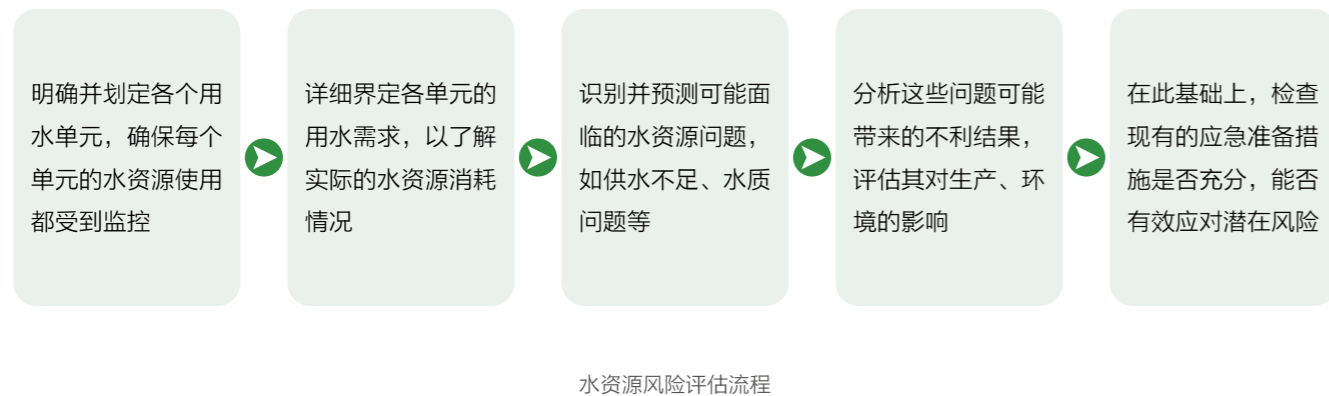 明确并划定各个用
水单元，确保每个
单元的水资源使用
都受到监控
详细界定各单元的
用水需求，以了解
实际的水资源消耗
情况
识别并预测可能面
临的水资源问题，
如供水不足、水质
问题等
分析这些问题可能
带来的不利结果，
评估其对生产、环
境的影响
在此基础上，检查
现有的应急准备措
施是否充分，能否
有效应对潜在风险
水资源风险评估流程